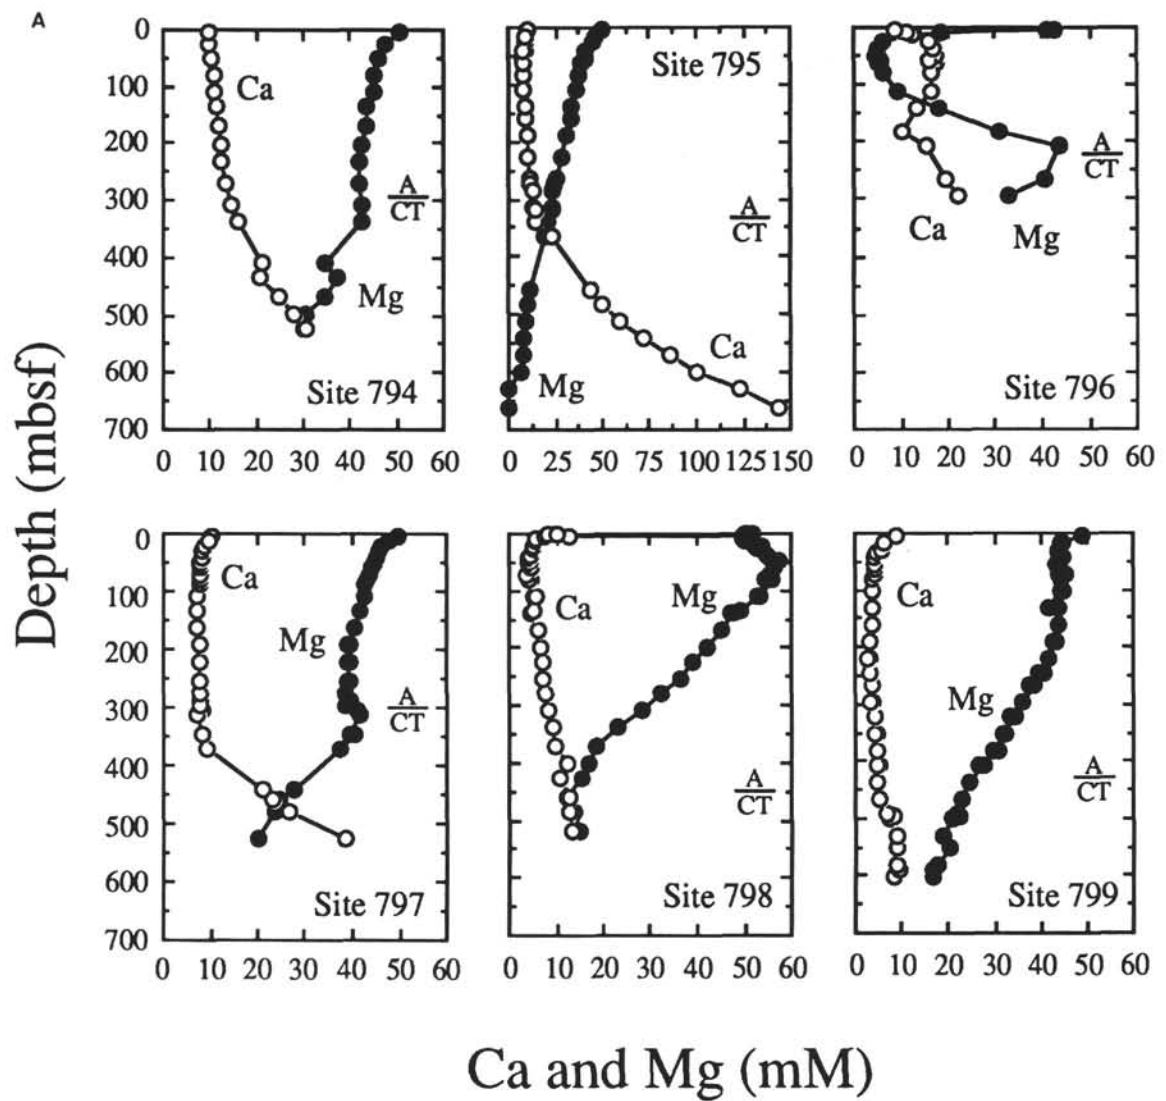 A
Depth (mbsf)
0
100
200
300
400
500
600
700
Ca
A
CT
Mg
Site 794
0 10 20 30 40 50 60
Site 795
A
CT
Ca
Mg
0 25 50 75 100 125 150
A
CT
Ca
Mg
Site 796
0 10 20 30 40 50 60
0
100
200
300
400
500
600
700
Ca
Mg
A
CT
Site 797
0 10 20 30 40 50 60
Mg
Ca
A
CT
Site 798
0 20 30 40 60
Ca
Mg
A
CT
Site 799
0 10 20 30 40 50 60
Ca and Mg (mM)